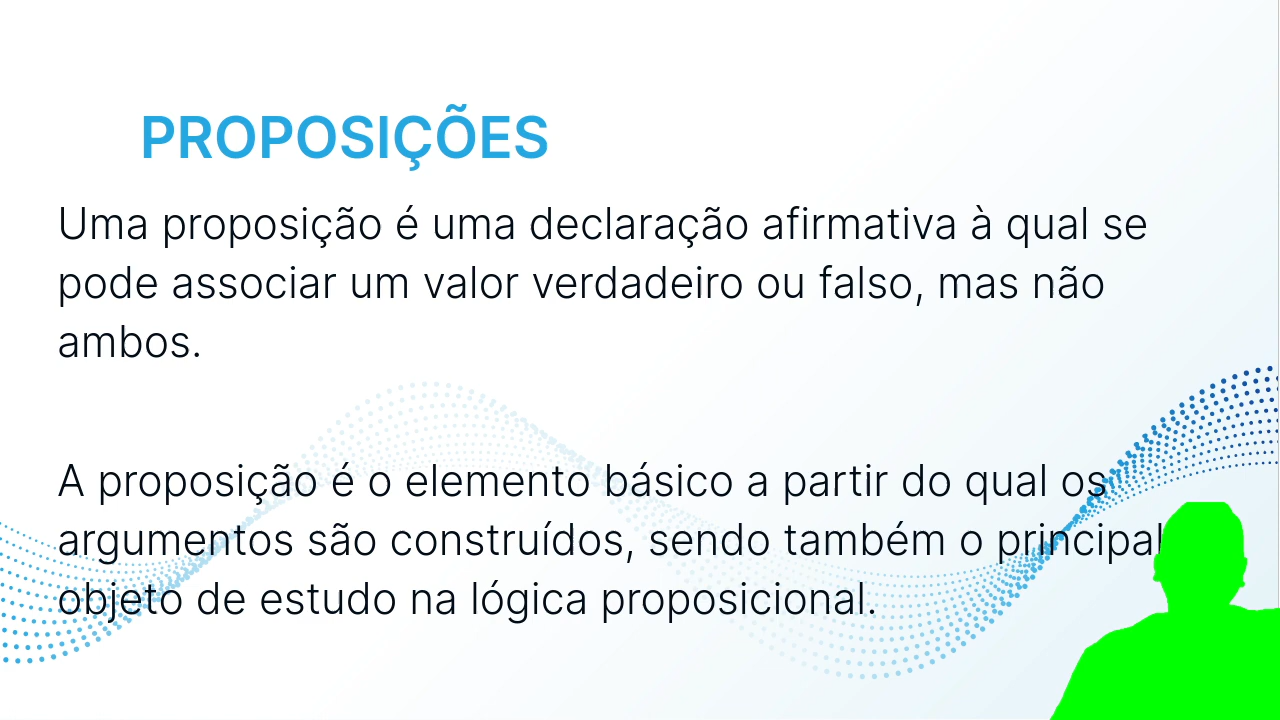 PROPOSIÇÕES
Uma proposição é uma declaração afirmativa à qual se
pode associar um valor verdadeiro ou falso, mas não
ambos.
A proposição é o elemento básico a partir do qual os
argumentos são construídos, sendo também o principal
objeto de estudo na lógica proposicional.